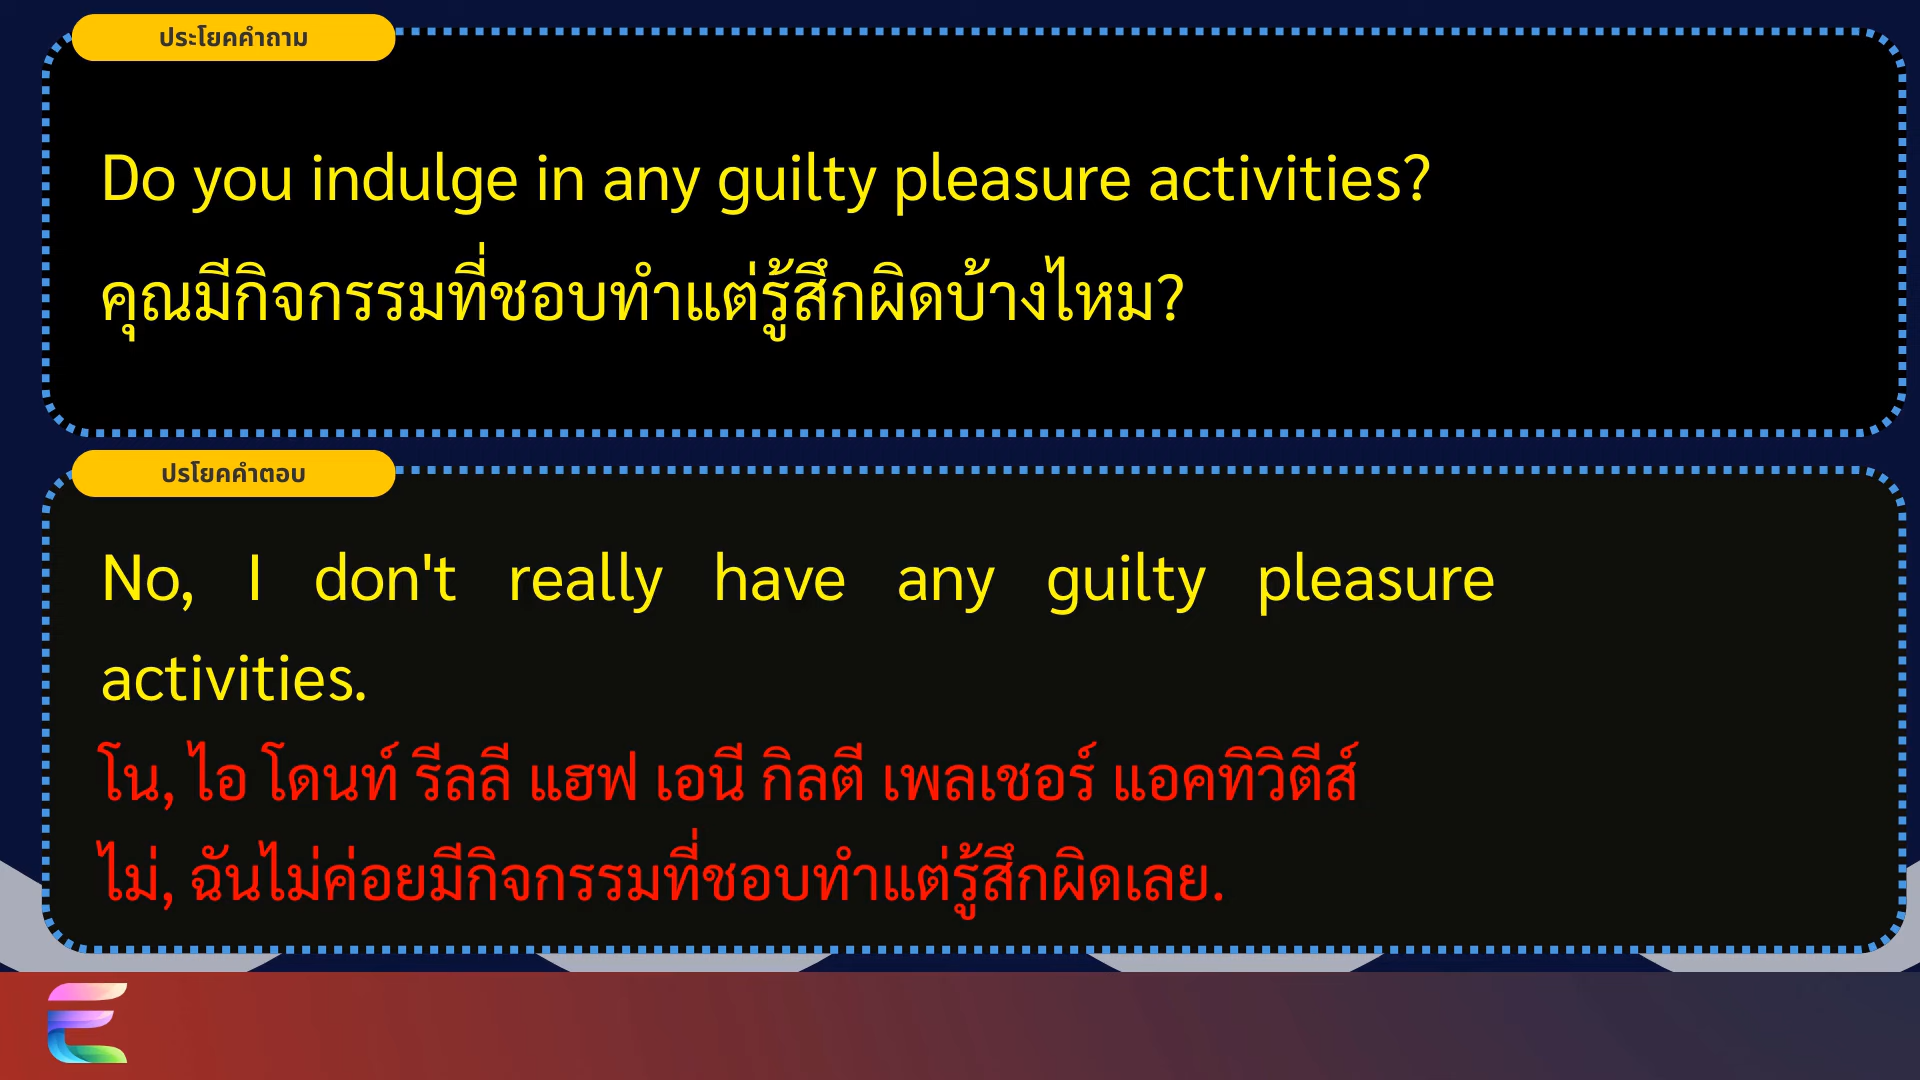 ประโยคคำถาม
Do you indulge in any guilty pleasure activities?
คุณมีกิจกรรมที่ชอบทำแต่รู้สึกผิดบ้างไหม?
ปรโยคคำตอบ
No, I don't really have any guilty pleasure
activities.
โน, ไอ โดนท์ รีลลี แฮฟ เอนี กิลตี เพลเชอร์ แอคทิวิตีส์
ไม่, ฉันไม่ค่อยมีกิจกรรมที่ชอบทำแต่รู้สึกผิดเลย.